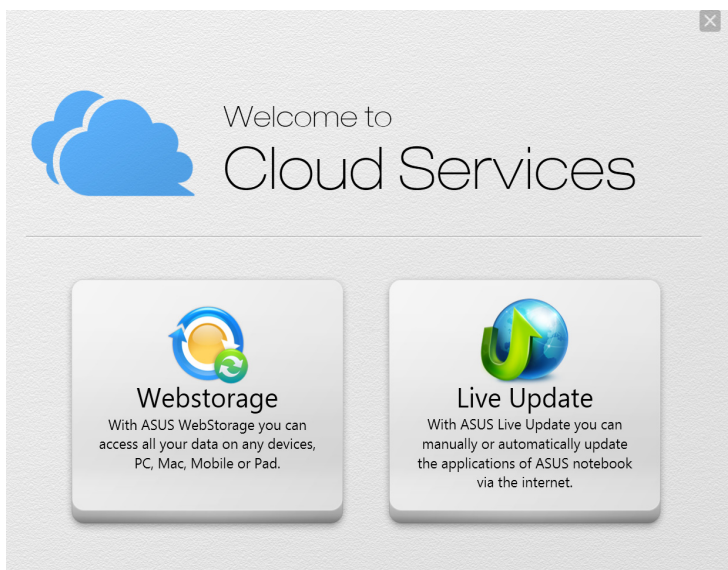 Welcome to
Cloud Services
Webstorage
With ASUS WebStorage you can
access all your data on any devices,
PC, Mac, Mobile or Pad.
Live Update
With ASUS Live Update you can
manually or automatically update
the applications of ASUS notebook
via the internet.